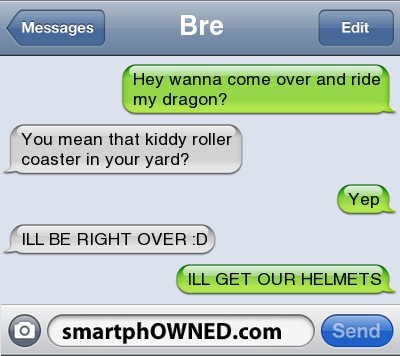 Messages
Bre
Edit
Hey wanna come over and ride
my dragon?
You mean that kiddy roller
coaster in your yard?
Yep
ILL BE RIGHT OVER :D
ILL GET OUR HELMETS
smartphOWNED.com
Send